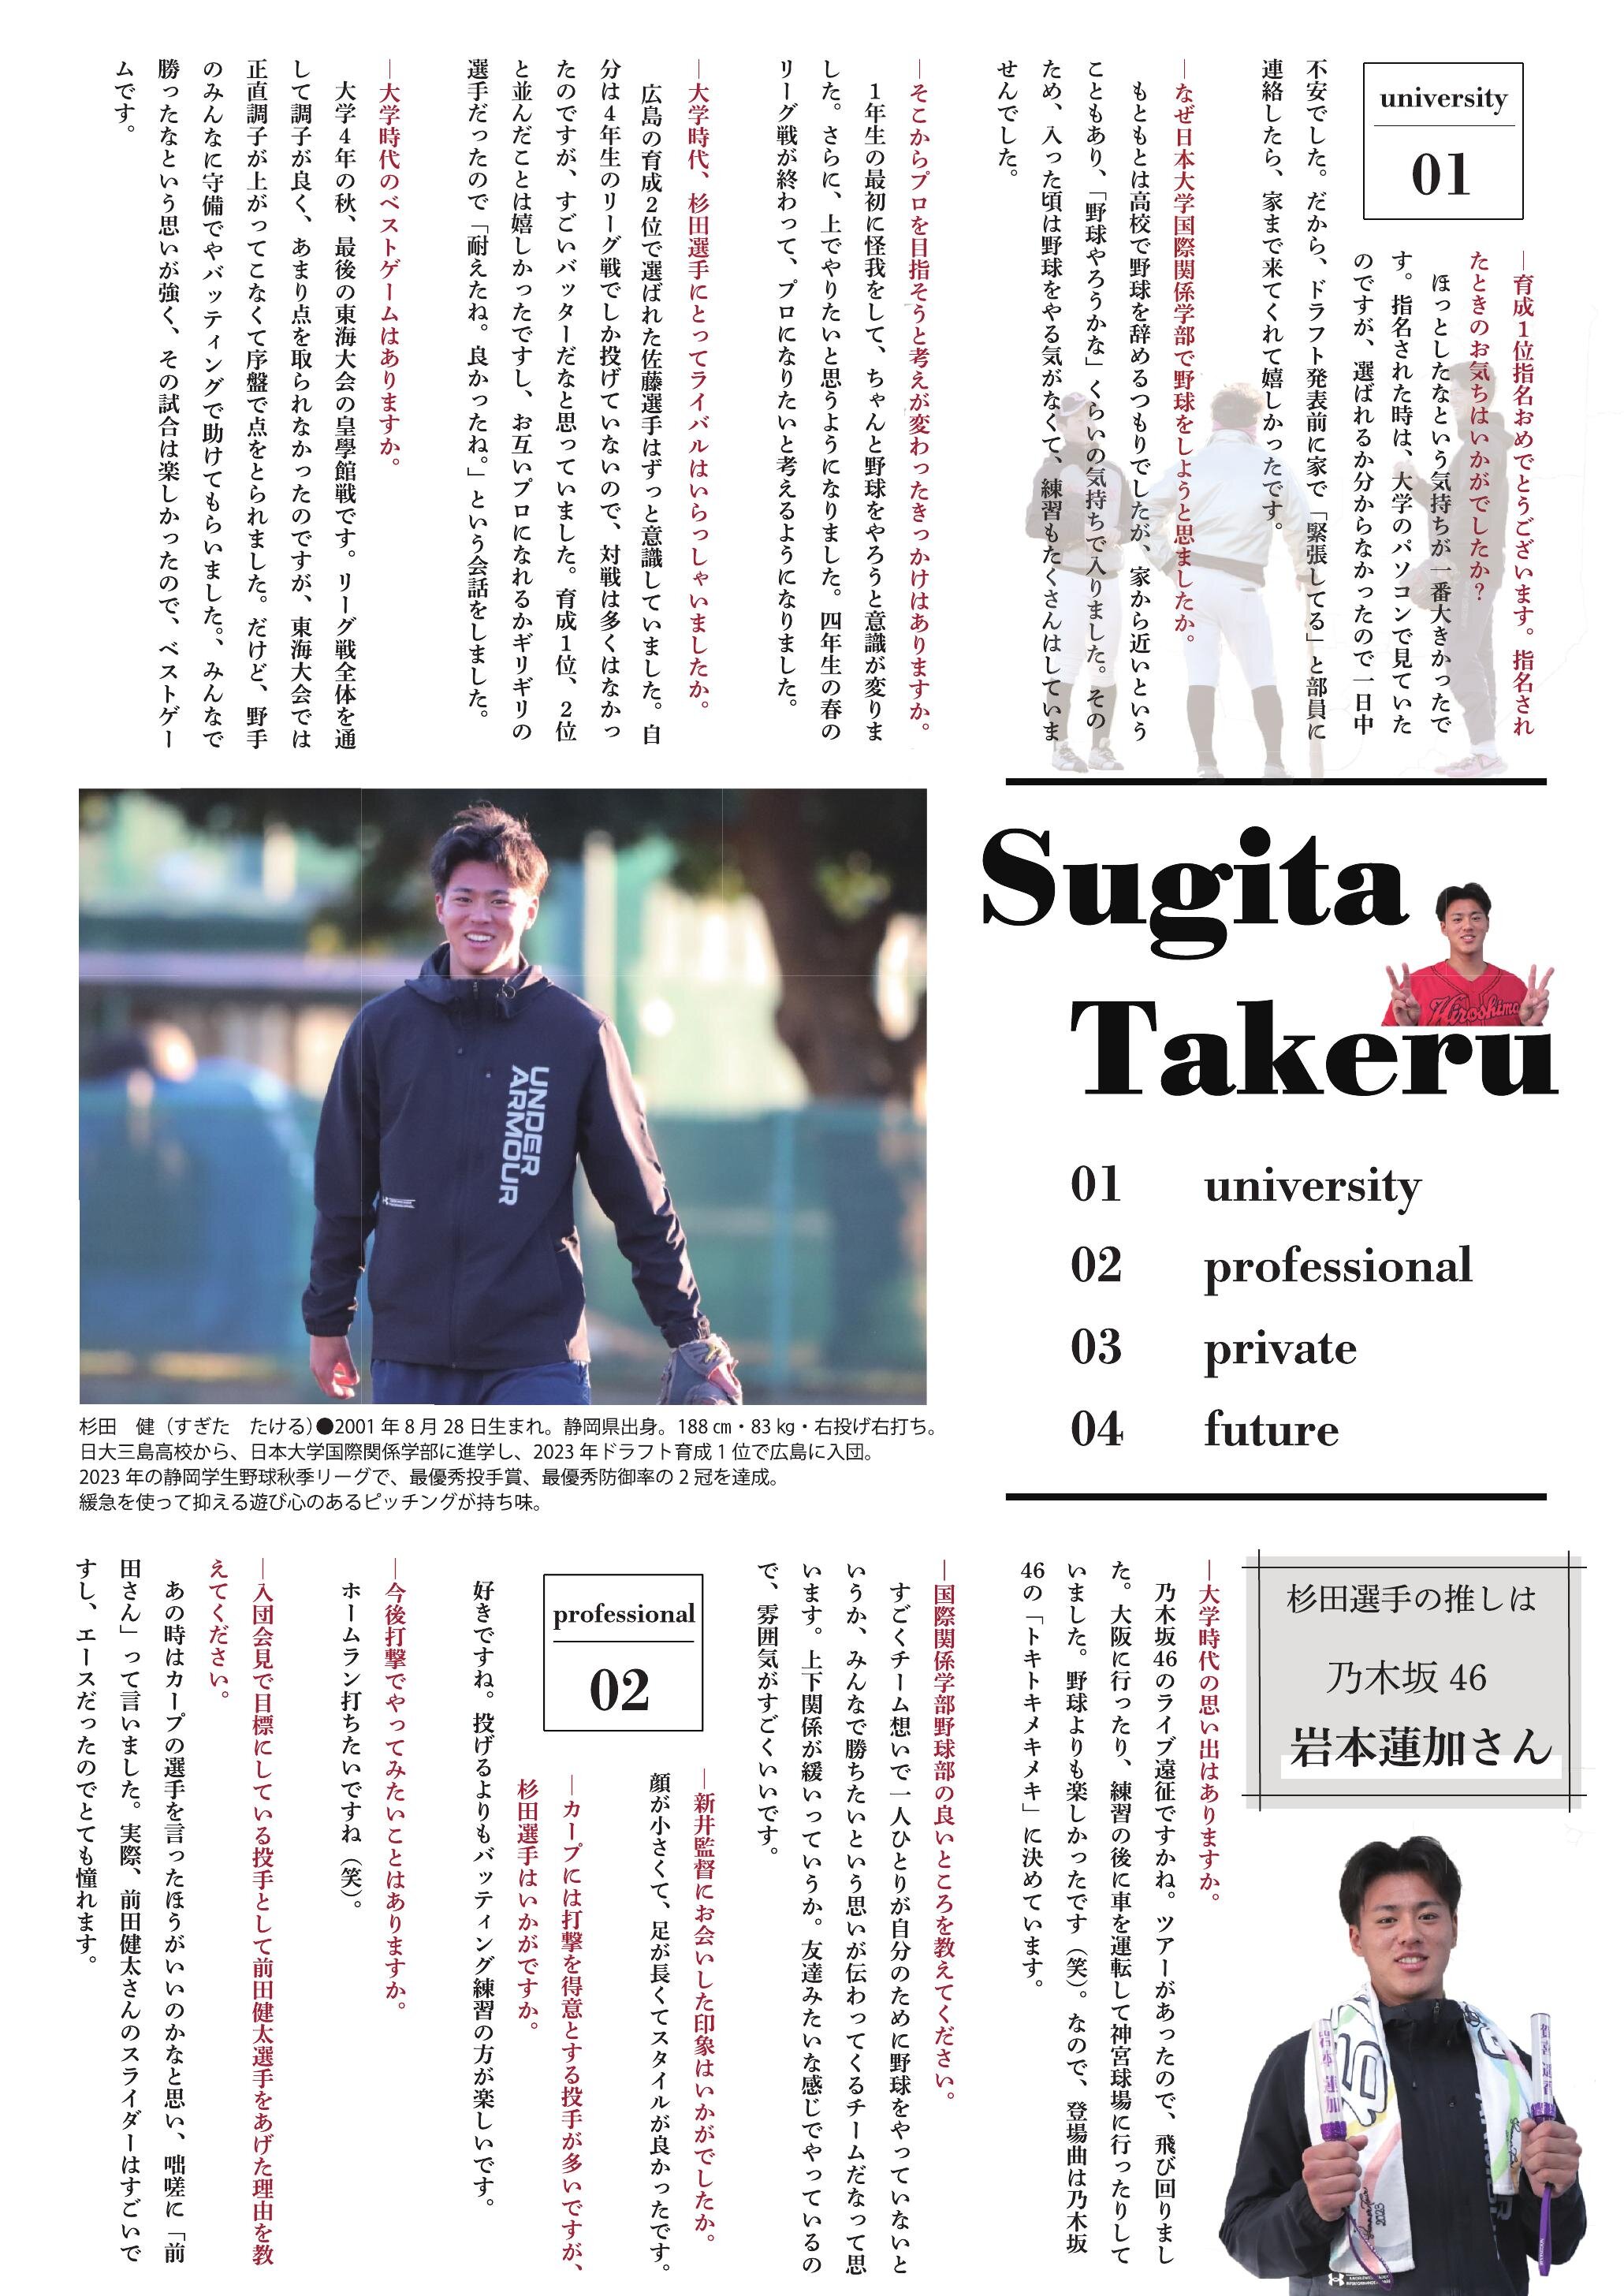 university
01
―育成１位指名おめでとうございます。指名され
たときのお気ちはいかがでしたか？
ほっとしたなという気持ちが一番大きかったで
す。指名された時は、大学のパソコンで見ていた
のですが、選ばれるか分からなかったので一日中
不安でした。だから、ドラフト発表前に家で「緊張してる」と部員に
連絡したら、家まで来てくれて嬉しかったです。
―なぜ日本大学国際関係学部で野球をしようと思ましたか。
もともとは高校で野球を辞めるつもりでしたが、家から近いという
こともあり、「野球やろうかな」くらいの気持ちで入りました。その
ため、入った頃は野球をやる気がなくて、練習もたくさんはしていま
せんでした。
―そこからプロを目指そうと考えが変わったきっかけはありますか。
１年生の最初に怪我をして、ちゃんと野球をやろうと意識が変りま
した。さらに、上でやりたいと思うようになりました。四年生の春の
リーグ戦が終わって、プロになりたいと考えるようになりました。
―大学時代、杉田選手にとってライバルはいらっしゃいましたか。
広島の育成２位で選ばれた佐藤選手はずっと意識していました。自
分は４年生のリーグ戦でしか投げていないので、対戦は多くはなかっ
たのですが、すごいバッターだなと思っていました。育成１位、２位
と並んだことは嬉しかったですし、お互いプロになれるかギリギリの
選手だったので「耐えたね。良かったね。」という会話をしました。
―大学時代のベストゲームはありますか。
大学４年の秋、最後の東海大会の皇學館戦です。リーグ戦全体を通
して調子が良く、あまり点を取られなかったのですが、東海大会では
正直調子が上がってこなくて序盤で点をとられました。だけど、野手
のみんなに守備でやバッティングで助けてもらいました。、みんなで
勝ったなという思いが強く、その試合は楽しかったので、ベストゲー
ムです。
Sugita
Takeru
Hiroshima
01 university
02 professional
03 private
04 future
UNDER
ARMOUR
杉田　健（すぎた　たける）●2001 年 8 月 28 日生まれ。静岡県出身。188 ㎝・83 ㎏・右投げ右打ち。
日大三島高校から、日本大学国際関係学部に進学し、2023 年ドラフト育成 1 位で広島に入団。
2023 年の静岡学生野球秋季リーグで、最優秀投手賞、最優秀防御率の 2 冠を達成。
緩急を使って抑える遊び心のあるピッチングが持ち味。
杉田選手の推しは
乃木坂 46
岩本蓮加さん
―大学時代の思い出はありますか。
乃木坂46のライブ遠征ですかね。ツアーがあったので、飛び回りまし
た。大阪に行ったり、練習の後に車を運転して神宮球場に行ったりして
いました。野球よりも楽しかったです（笑）。なので、登場曲は乃木坂
46の「トキトキメキメキ」に決めています。
―国際関係学部野球部の良いところを教えてください。
すごくチーム想いで一人ひとりが自分のために野球をやっていないと
いうか、みんなで勝ちたいという思いが伝わってくるチームだなって思
います。上下関係が緩いっていうか。友達みたいな感じでやっているの
で、雰囲気がすごくいいです。
professional
02
―新井監督にお会いした印象はいかがでしたか。
顔が小さくて、足が長くてスタイルが良かったです。
―カープには打撃を得意とする投手が多いですが、
杉田選手はいかがですか。
好きですね。投げるよりもバッティング練習の方が楽しいです。
―今後打撃でやってみたいことはありますか。
ホームラン打ちたいですね（笑）。
―入団会見で目標にしている投手として前田健太選手をあげた理由を教
えてください。
あの時はカープの選手を言ったほうがいいのかなと思い、咄嗟に「前
田さん」って言いました。実際、前田健太さんのスライダーはすごいで
すし、エースだったのでとても憧れます。